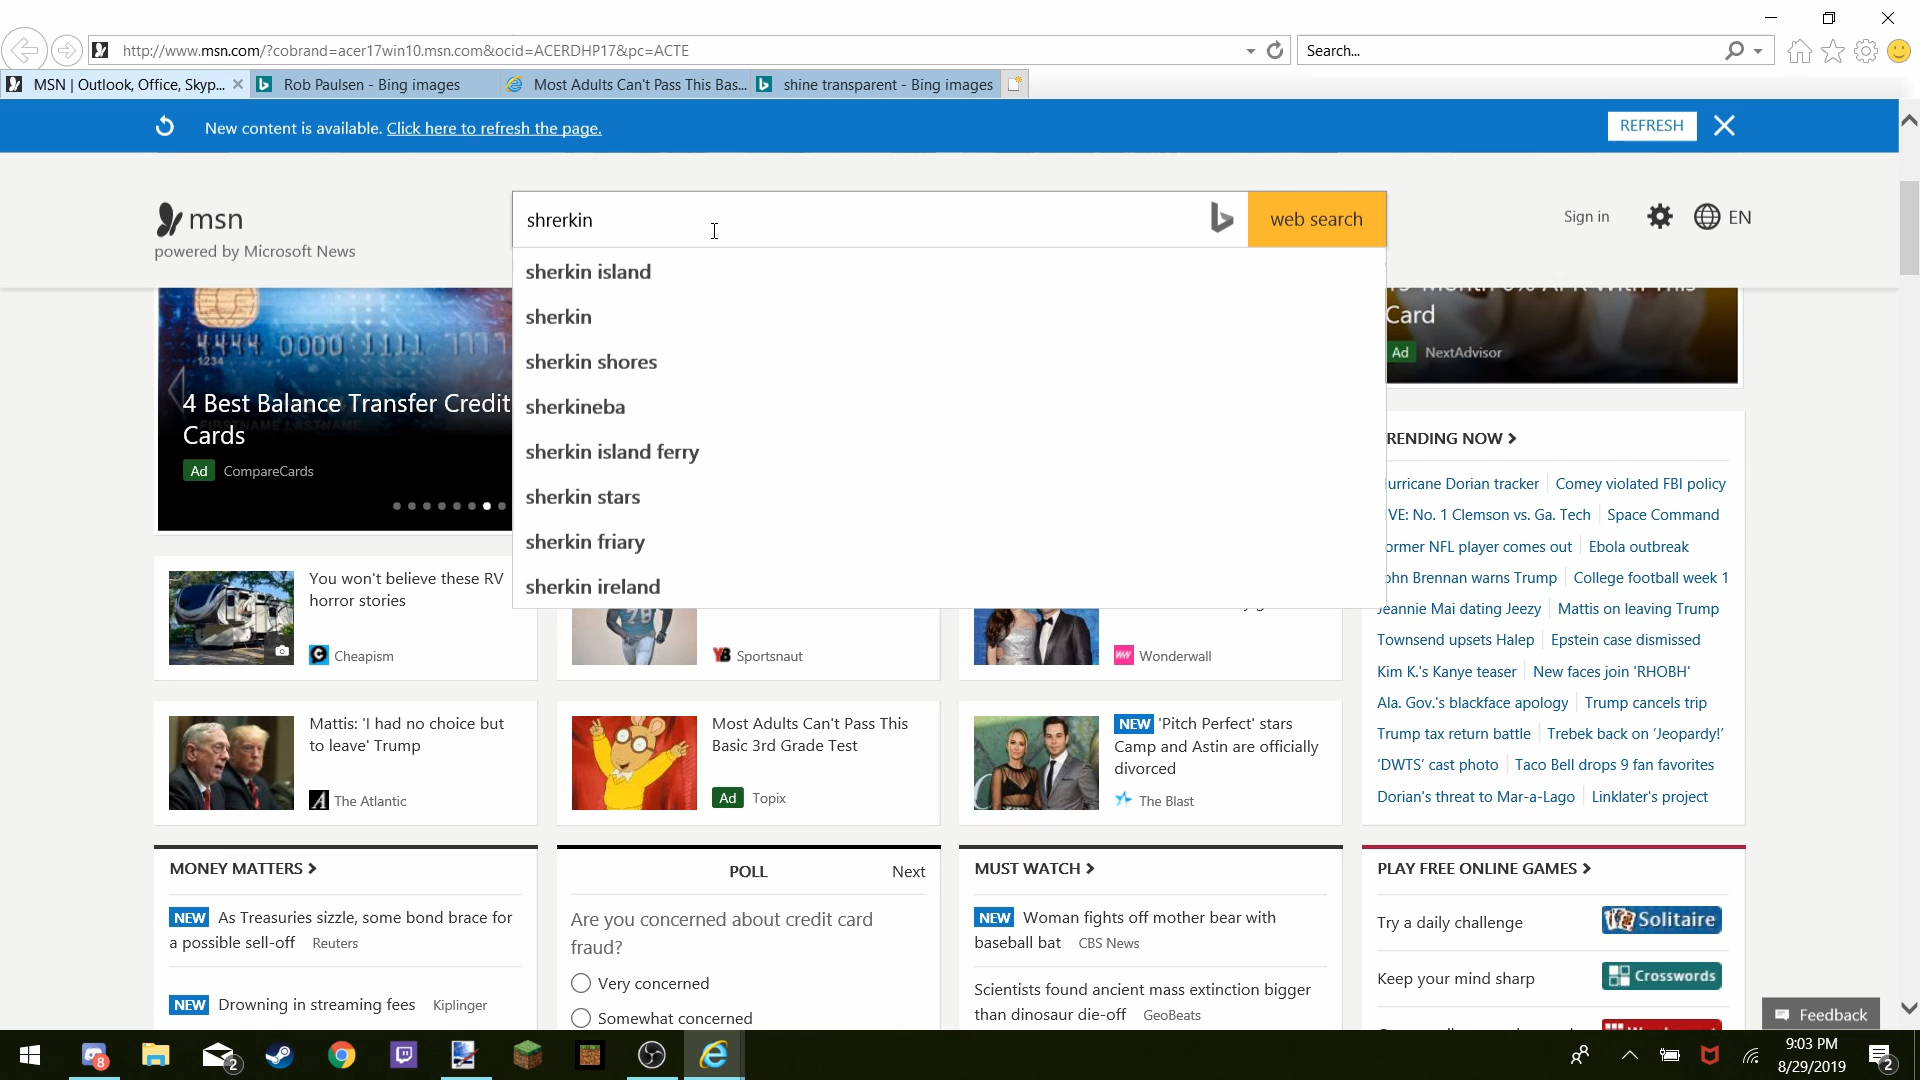 http://www.msn.com/?cobrand=acer17win10.msn.com&ocid=ACERDHP17&pc=ACTE
Search...
MSN | Outlook, Office, Skyp...
Rob Paulsen - Bing images
Most Adults Can't Pass This Bas...
shine transparent - Bing images
New content is available. Click here to refresh the page.
REFRESH
msn
powered by Microsoft News
shrerkin
web search
Sign in
EN
sherkin island
sherkin
sherkin shores
sherkineba
sherkin island ferry
sherkin stars
sherkin friary
sherkin ireland
4444 0000 1111
1234
4 Best Balance Transfer Credit
Cards
Ad CompareCards
Card
Ad NextAdvisor
RENDING NOW
urricane Dorian tracker
Comey violated FBI policy
VE: No. 1 Clemson vs. Ga. Tech
Space Command
ormer NFL player comes out
Ebola outbreak
ohn Brennan warns Trump
College football week 1
Jeannie Mai dating Jeezy
Mattis on leaving Trump
Townsend upsets Halep
Epstein case dismissed
Kim K.'s Kanye teaser
New faces join 'RHOBH'
Ala. Gov.'s blackface apology
Trump cancels trip
Trump tax return battle
Trebek back on 'Jeopardy!'
'DWTS' cast photo
Taco Bell drops 9 fan favorites
Dorian's threat to Mar-a-Lago
Linklater's project
You won't believe these RV
horror stories
Cheapism
Sportsnaut
Wonderwall
Mattis: 'I had no choice but
to leave' Trump
The Atlantic
Most Adults Can't Pass This
Basic 3rd Grade Test
Ad Topix
NEW 'Pitch Perfect' stars
Camp and Astin are officially
divorced
The Blast
MONEY MATTERS
NEW As Treasuries sizzle, some bond brace for
a possible sell-off Reuters
NEW Drowning in streaming fees Kiplinger
POLL
Next
Are you concerned about credit card
fraud?
Very concerned
Somewhat concerned
MUST WATCH
NEW Woman fights off mother bear with
baseball bat CBS News
Scientists found ancient mass extinction bigger
than dinosaur die-off GeoBeats
PLAY FREE ONLINE GAMES
Try a daily challenge
Solitaire
Keep your mind sharp
Crosswords
Feedback
8
2
9:03 PM
8/29/2019
2